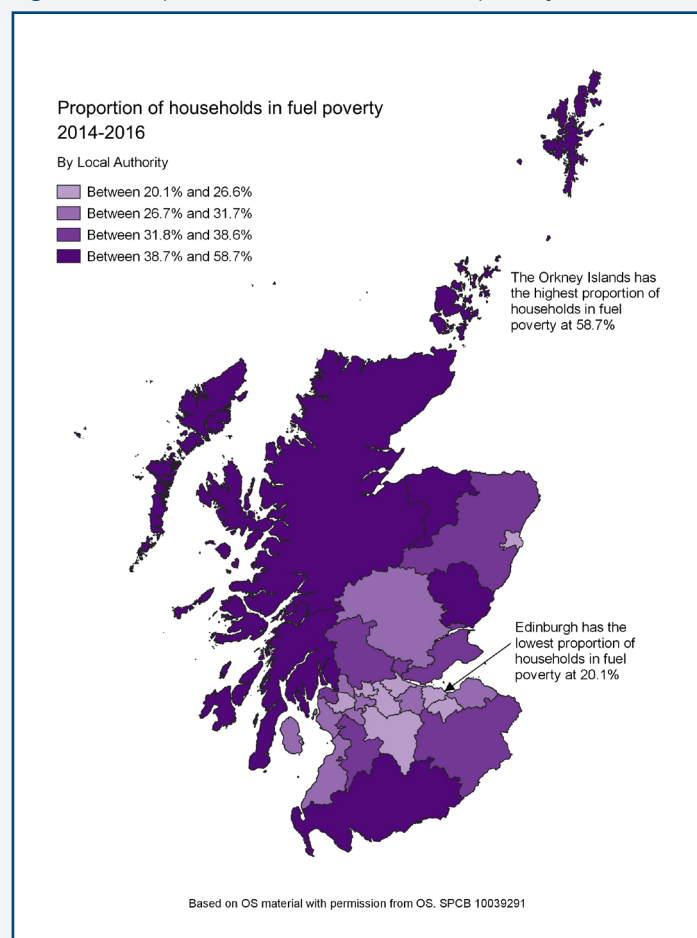 Proportion of households in fuel poverty
2014-2016
By Local Authority
Between 20.1% and 26.6%
Between 26.7% and 31.7%
Between 31.8% and 38.6%
Between 38.7% and 58.7%
The Orkney Islands has
the highest proportion of
households in fuel
poverty at 58.7%
Edinburgh has the
lowest proportion of
households in fuel
poverty at 20.1%
Based on OS material with permission from OS. SPCB 10039291